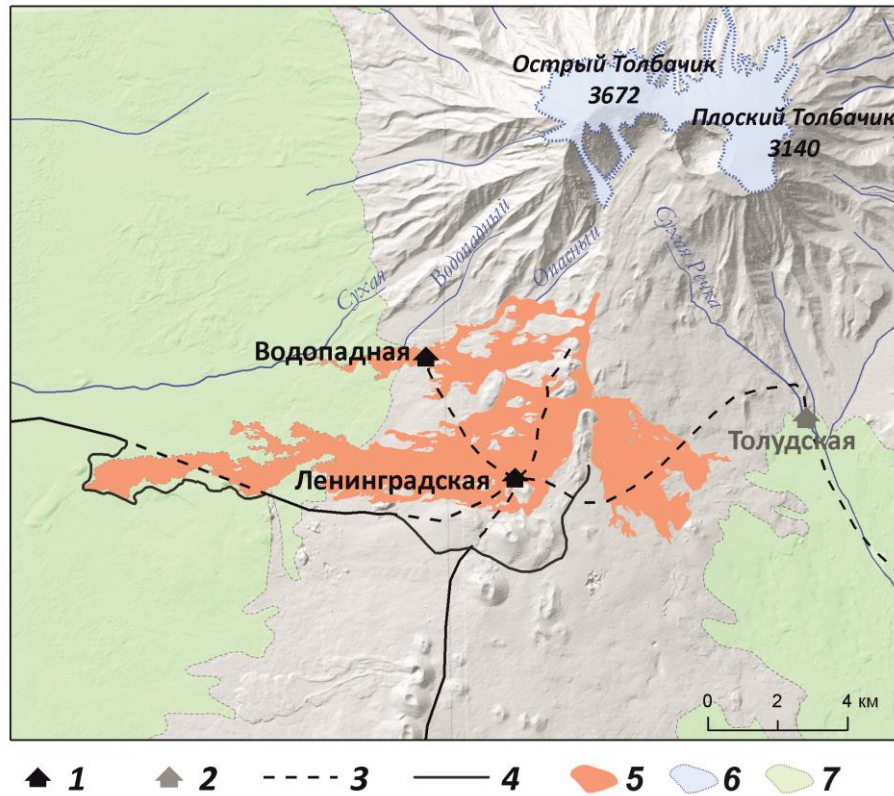 Острый Толбачик
3672
Плоский Толбачик
3140
Сухая
Водопадный
Опасный
Сухая Речка
Водопадная
Толудская
Ленинградская
0 2 4 км
1 2 3 4 5 6 7